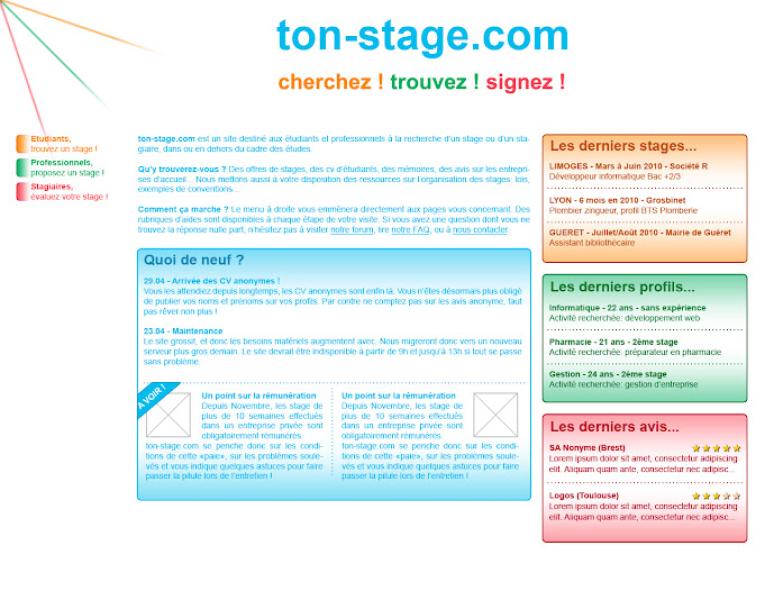 ton-stage.com
cherchez ! trouvez ! signez !
Etudiants,
trouvez un stage !
Professionnels,
proposez un stage !
Stagiaires,
évaluez votre stage !
ton-stage.com est un site destiné aux étudiants et professionnels à la recherche d'un stage ou d'un sta-
giaire, dans ou en dehors du cadre des études.
Qu'y trouverez-vous ? Des offres de stages, des cv d'étudiants, des mémoires, des avis sur les entrepri-
ses d'accueil... Nous mettons aussi à votre disposition des ressources sur l'organisation des stages: lois,
exemples de conventions...
Comment ça marche ? Le menu à droite vous emmènera directement aux pages vous concernant. Des
rubriques d'aides sont disponibles à chaque étape de votre visite. Si vous avez une question dont vous ne
trouvez la réponse nulle part, n'hésitez pas à visiter notre forum, lire notre FAQ, ou à nous contacter.
Quoi de neuf ?
29.04 - Arrivée des CV anonymes !
Vous les attendiez depuis longtemps, les CV anonymes sont enfin là. Vous n'êtes désormais plus obligé
de publier vos noms et prénoms sur vos profils. Par contre ne comptez pas sur les avis anonyme, faut
pas rêver non plus !
23.04 - Maintenance
Le site grossit, et donc les besoins matériels augmentent avec. Nous migreront donc vers un nouveau
serveur plus gros demain. Le site devrait être indisponible à partir de 9h et jusqu'à 13h si tout se passe
sans problème.
A VOIR !
Un point sur la rémunération
Depuis Novembre, les stage de
plus de 10 semaines effectués
dans un entreprise privée sont
obligatoirement rémunérés.
ton-stage.com se penche donc sur les condi-
tions de cette «paie», sur les problèmes soule-
vés et vous indique quelques astuces pour faire
passer la pilule lors de l'entretien !
Un point sur la rémunération
Depuis Novembre, les stage de
plus de 10 semaines effectués
dans un entreprise privée sont
obligatoirement rémunérés.
ton-stage.com se penche donc sur les condi-
tions de cette «paie», sur les problèmes soule-
vés et vous indique quelques astuces pour faire
passer la pilule lors de l'entretien !
Les derniers stages...
LIMOGES - Mars à Juin 2010 - Société R
Développeur informatique Bac +2/3
LYON - 6 mois en 2010 - Grosbinet
Plombier zingueur, profil BTS Plomberie
GUERET - Juillet/Août 2010 - Mairie de Guéret
Assistant bibliothécaire
Les derniers profils...
Informatique - 22 ans - sans expérience
Activité recherchée: développement web
Pharmacie - 21 ans - 2ème stage
Activité recherchée: préparateur en pharmacie
Gestion - 24 ans - 2ème stage
Activité recherchée: gestion d'entreprise
Les derniers avis...
SA Nonyme (Brest)
Lorem ipsum dolor sit amet, consectetur adipiscing
elit. Aliquam quam ante, consectetur nec adipisc...
Logos (Toulouse)
Lorem ipsum dolor sit amet, consectetur adipiscing
elit. Aliquam quam ante, consectetur nec adipisc...